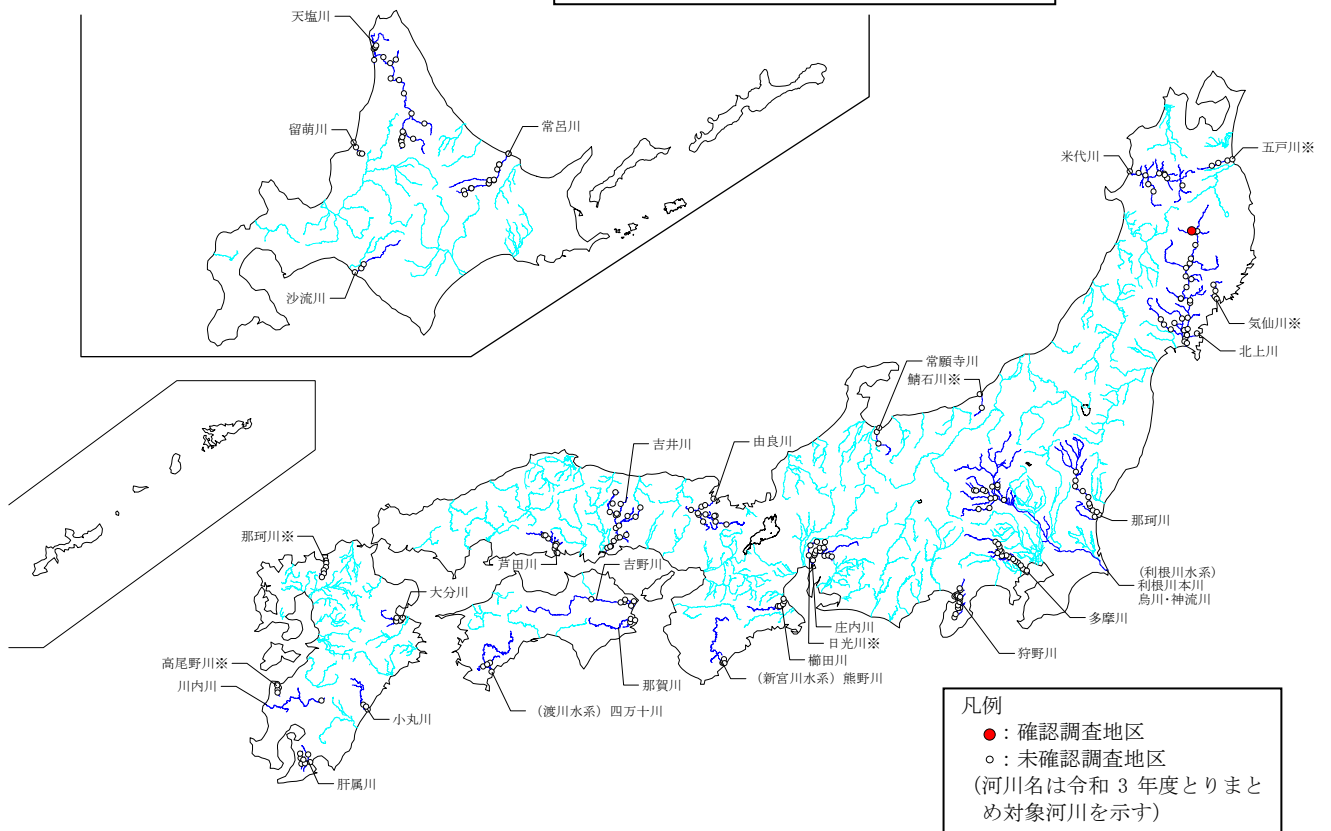 天塩川
留萌川
常呂川
沙流川
米代川
五戸川※
気仙川※
北上川
常願寺川
鯖石川※
吉井川
由良川
那珂川
那珂川※
芦田川
吉野川
大分川
(利根川水系)
利根川本川
烏川・神流川
多摩川
庄内川
日光川※
狩野川
櫛田川
高尾野川※
川内川
那賀川
(新宮川水系) 熊野川
小丸川
(渡川水系) 四万十川
肝属川
凡例
●:確認調査地区
○:未確認調査地区
(河川名は令和 3 年度とりまと
め対象河川を示す)